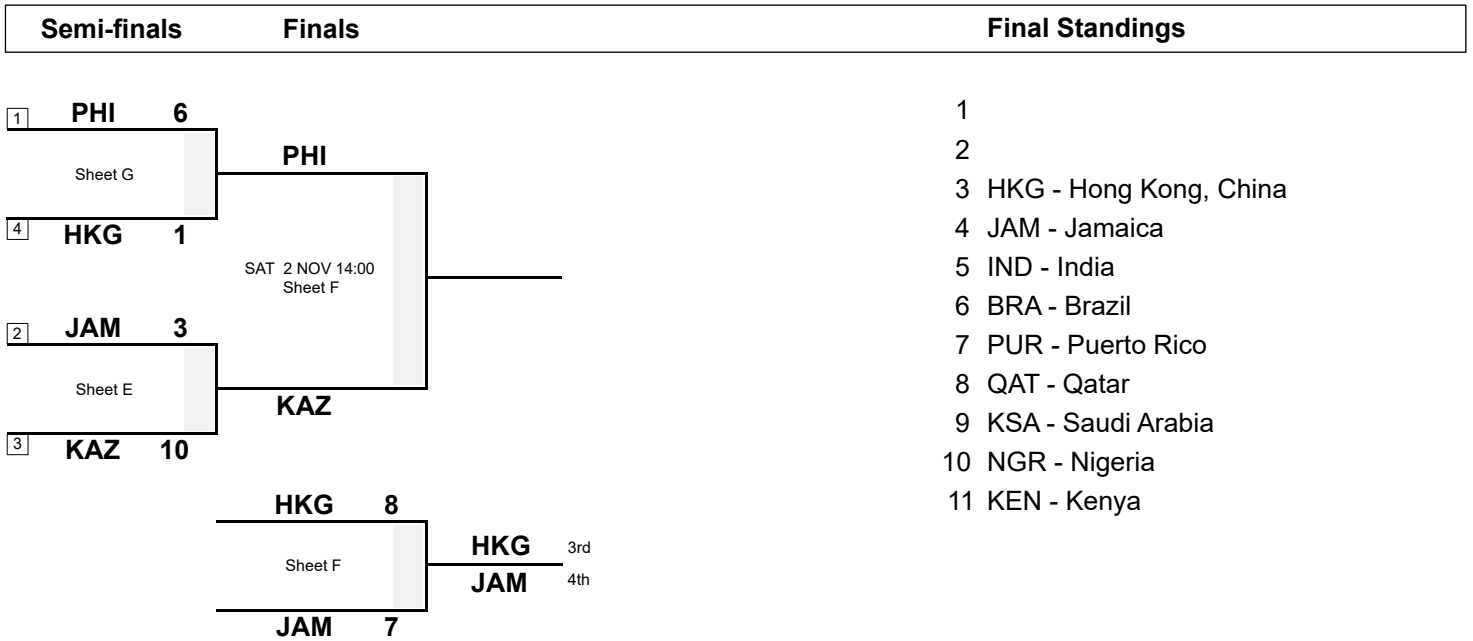 Semi-finals Finals Final Standings
1 PHI 6
Sheet G
4 HKG 1
PHI
SAT 2 NOV 14:00
Sheet F
2 JAM 3
Sheet E
3 KAZ 10
KAZ
HKG 8
Sheet F
JAM 7
HKG 3rd
JAM 4th
1
2
3 HKG - Hong Kong, China
4 JAM - Jamaica
5 IND - India
6 BRA - Brazil
7 PUR - Puerto Rico
8 QAT - Qatar
9 KSA - Saudi Arabia
10 NGR - Nigeria
11 KEN - Kenya